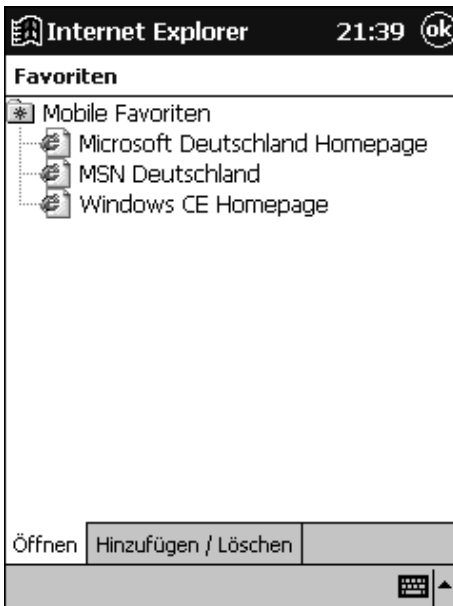 Internet Explorer 21:39 ok
Favoriten
Mobile Favoriten
Microsoft Deutschland Homepage
MSN Deutschland
Windows CE Homepage
Öffnen Hinzufügen / Löschen